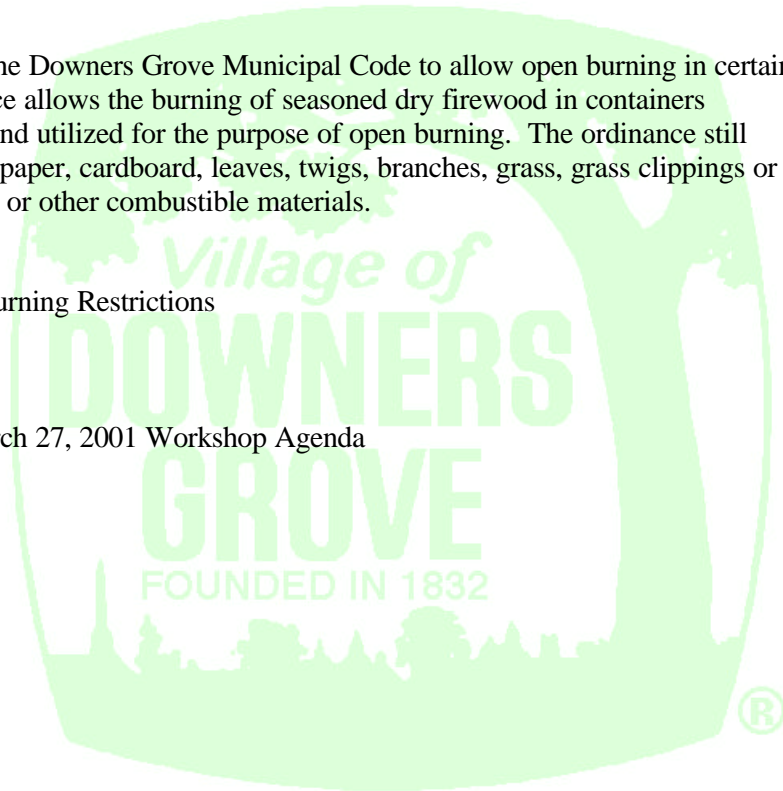 he Downers Grove Municipal Code to allow open burning in certain
ce allows the burning of seasoned dry firewood in containers
nd utilized for the purpose of open burning. The ordinance still
paper, cardboard, leaves, twigs, branches, grass, grass clippings or
or other combustible materials.
Village of
urning Restrictions
DOWNERS
rch 27, 2001 Workshop Agenda
GROVE
FOUNDED IN 1832
®